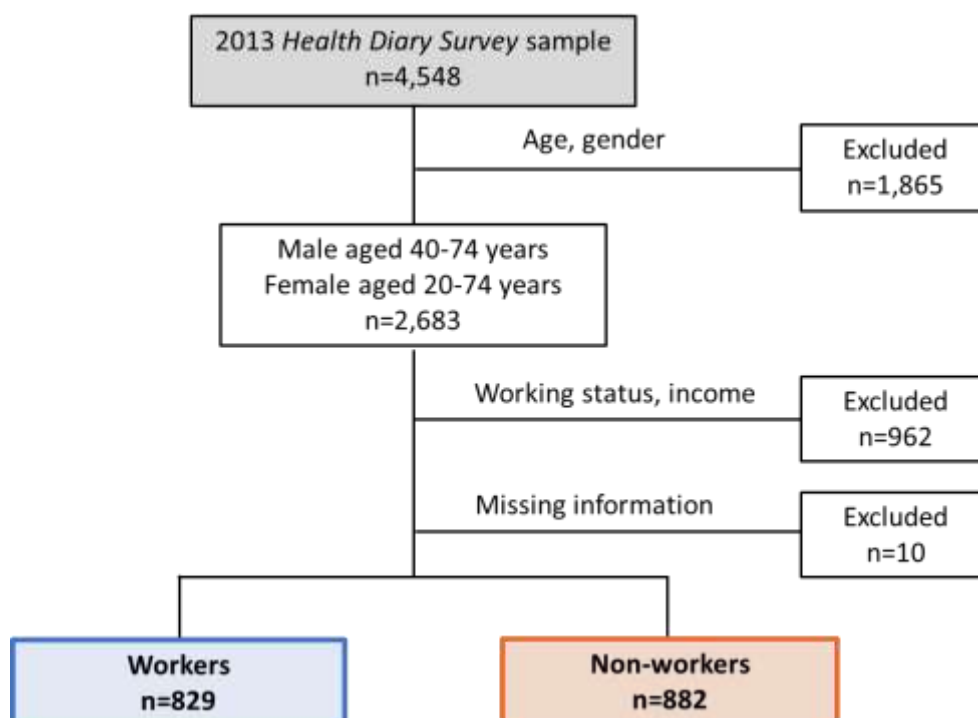 2013 Health Diary Survey sample
n=4,548
Age, gender
Excluded
n=1,865
Male aged 40-74 years
Female aged 20-74 years
n=2,683
Working status, income
Excluded
n=962
Missing information
Excluded
n=10
Workers
n=829
Non-workers
n=882